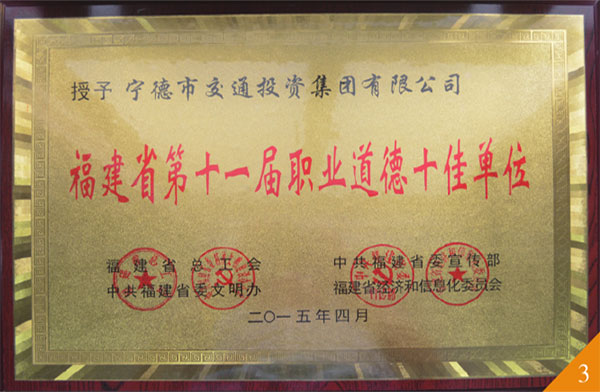 授予 宁德市交通投资集团有限公司
福建省第十一届职业道德十佳单位
福建省总工会
中共福建省委文明办
中共福建省委宣传部
福建省经济和信息化委员会
二〇一五年四月
3